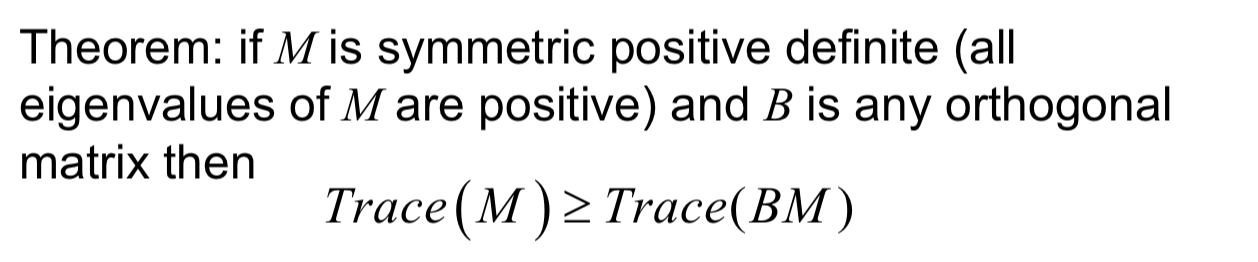 Theorem: if M is symmetric positive definite (all
eigenvalues of M are positive) and B is any orthogonal
matrix then
Trace(M) ≥ Trace(BM)